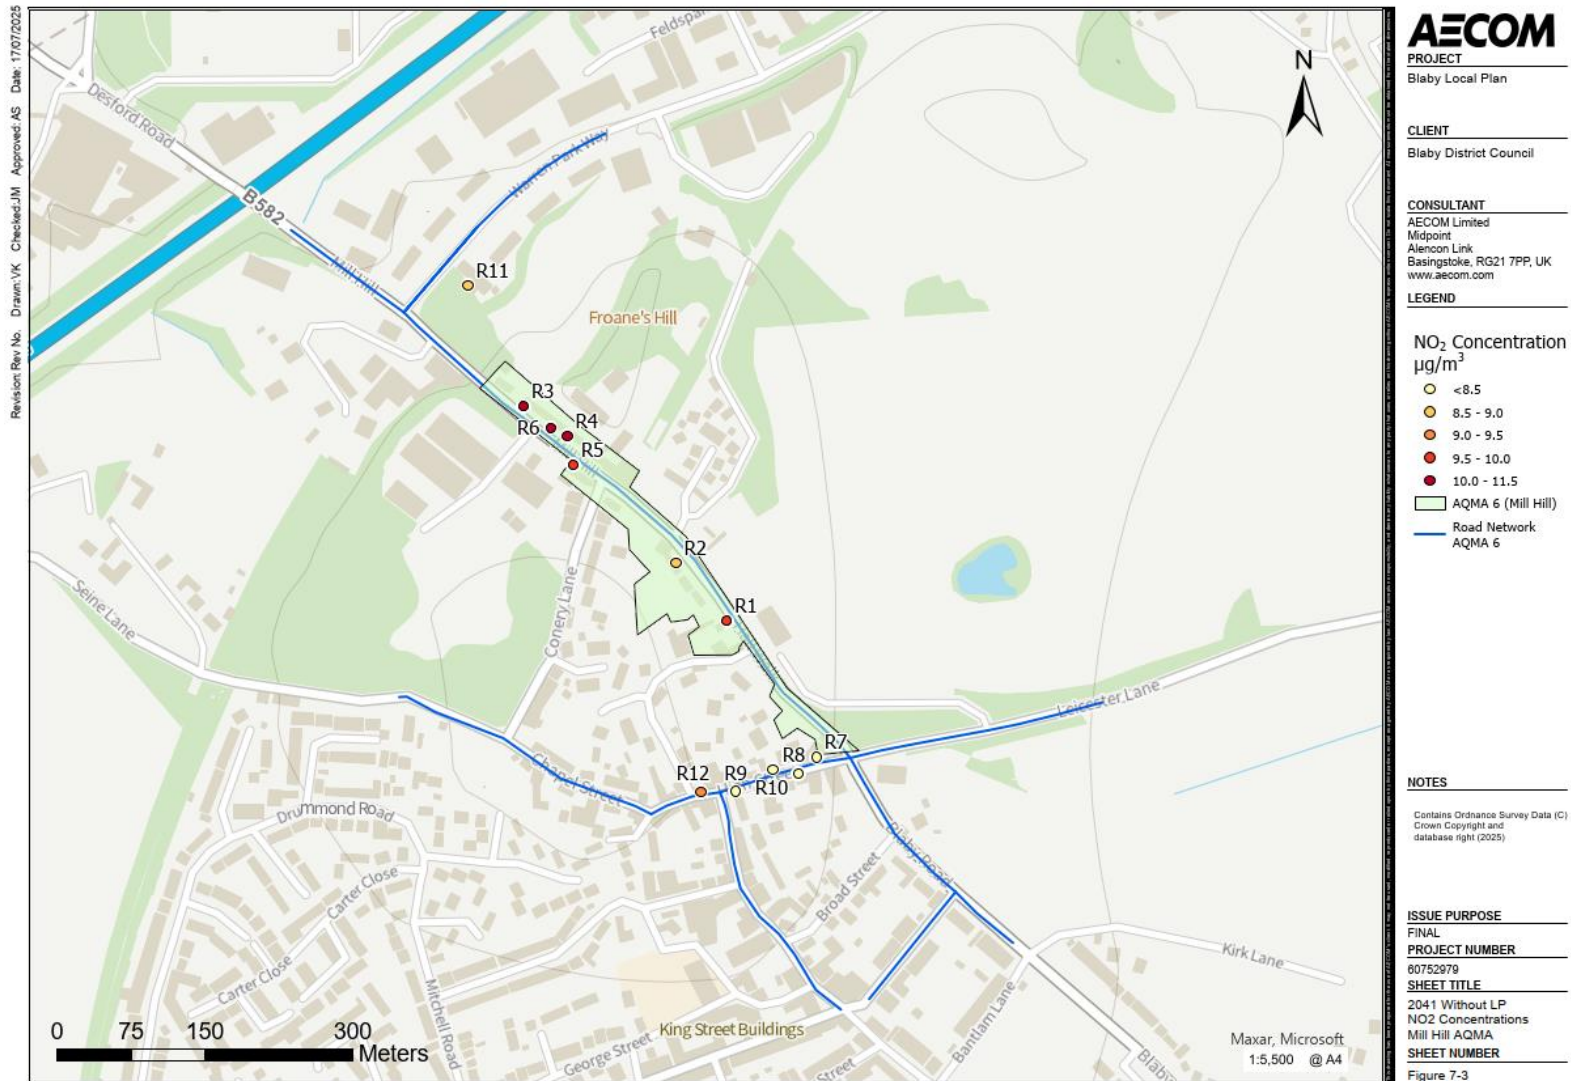 Revision: Rev No. Drawn: VK Checked: JM Approved: AS Date: 17/07/2025
Feldspar
N
Desford Road
B582
Warren Park Way
Mill Hill
R11
Froane's Hill
R3
R4
R6
R5
R2
R1
Conery Lane
Seine Lane
Leicester Lane
R7
R8
R12
R9
R10
Chapel Street
Drummond Road
Blaby Road
Broad Street
Carter Close
Carter Close
Mitchell Road
Kirk Lane
Bantlam Lane
King Street Buildings
George Street
Street
Blaby
0 75 150 300
Meters
Maxar, Microsoft
1:5,500 @ A4
AECOM
PROJECT
Blaby Local Plan
CLIENT
Blaby District Council
CONSULTANT
AECOM Limited
Midpoint
Alencon Link
Basingstoke, RG21 7PP, UK
www.aecom.com
LEGEND
NO₂ Concentration
µg/m³
<8.5
8.5 - 9.0
9.0 - 9.5
9.5 - 10.0
10.0 - 11.5
AQMA 6 (Mill Hill)
Road Network
AQMA 6
NOTES
Contains Ordnance Survey Data (C)
Crown Copyright and
database right (2025)
ISSUE PURPOSE
FINAL
PROJECT NUMBER
60752979
SHEET TITLE
2041 Without LP
NO2 Concentrations
Mill Hill AQMA
SHEET NUMBER
Figure 7-3